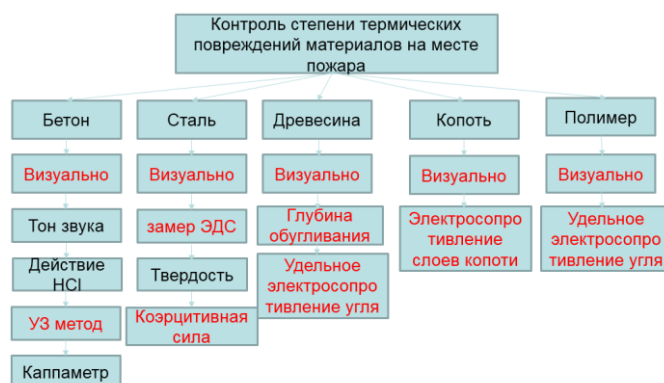 Контроль степени термических
повреждений материалов на месте
пожара
Бетон
Сталь
Древесина
Копоть
Полимер
Визуально
Визуально
Визуально
Визуально
Визуально
Тон звука
замер ЭДС
Глубина
обугливания
Электросопро
тивление
слоев копоти
Удельное
электросопро
тивление угля
Действие
HCl
Твердость
Удельное
электросопро
тивление угля
УЗ метод
Коэрцитивная
сила
Каппаметр